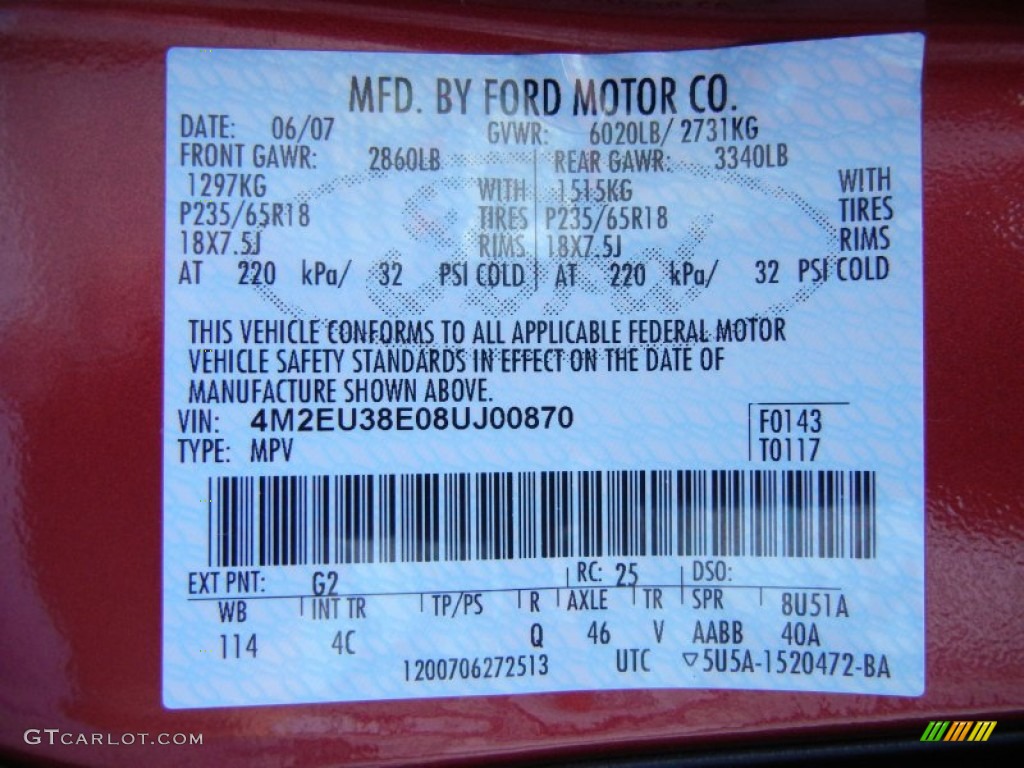 MFD. BY FORD MOTOR CO.
DATE: 06/07 GVWR: 6020LB/ 2731KG
FRONT GAWR: 2860LB REAR GAWR: 3340LB
1297KG WITH 1515KG WITH
P235/65R18 TIRES P235/65R18 TIRES
18X7.5J RIMS 18X7.5J RIMS
AT 220 kPa/ 32 PSI COLD AT 220 kPa/ 32 PSI COLD
THIS VEHICLE CONFORMS TO ALL APPLICABLE FEDERAL MOTOR
VEHICLE SAFETY STANDARDS IN EFFECT ON THE DATE OF
MANUFACTURE SHOWN ABOVE.
VIN: 4M2EU38E08UJ00870 F0143
TYPE: MPV T0117
EXT PNT: G2 RC: 25 DSO:
WB INT TR TP/PS R AXLE TR SPR 8U51A
114 4C Q 46 V AABB 40A
1200706272513 UTC ▽5U5A-1520472-BA
GTCARLOT.COM